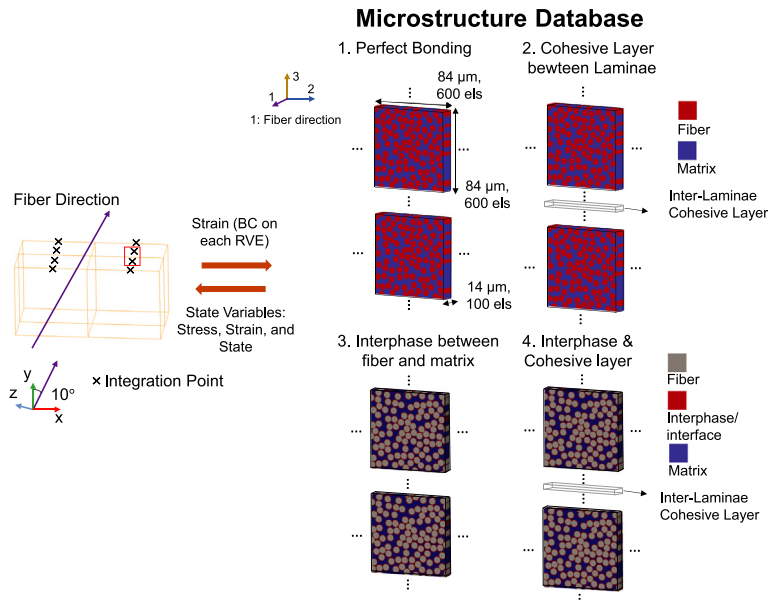 Microstructure Database
1. Perfect Bonding
2. Cohesive Layer
bewteen Laminae
3
2
1
1: Fiber direction
84 μm,
600 els
...
...
...
84 μm,
600 els
...
...
...
14 μm,
100 els
...
...
...
...
...
...
...
Fiber
Matrix
Inter-Laminae
Cohesive Layer
Fiber Direction
Strain (BC on
each RVE)
State Variables:
Stress, Strain, and
State
y
z
x
10°
× Integration Point
3. Interphase between
fiber and matrix
4. Interphase &
Cohesive layer
...
...
...
...
...
...
...
...
...
...
...
Fiber
Interphase/
interface
Matrix
Inter-Laminae
Cohesive Layer